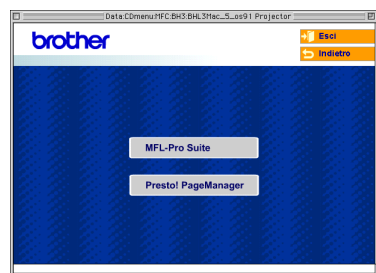 Data:CDmenu:MFC:BH3:BHL3Mac_5_os91 Projector
brother
Esci
Indietro
MFL-Pro Suite
Presto! PageManager